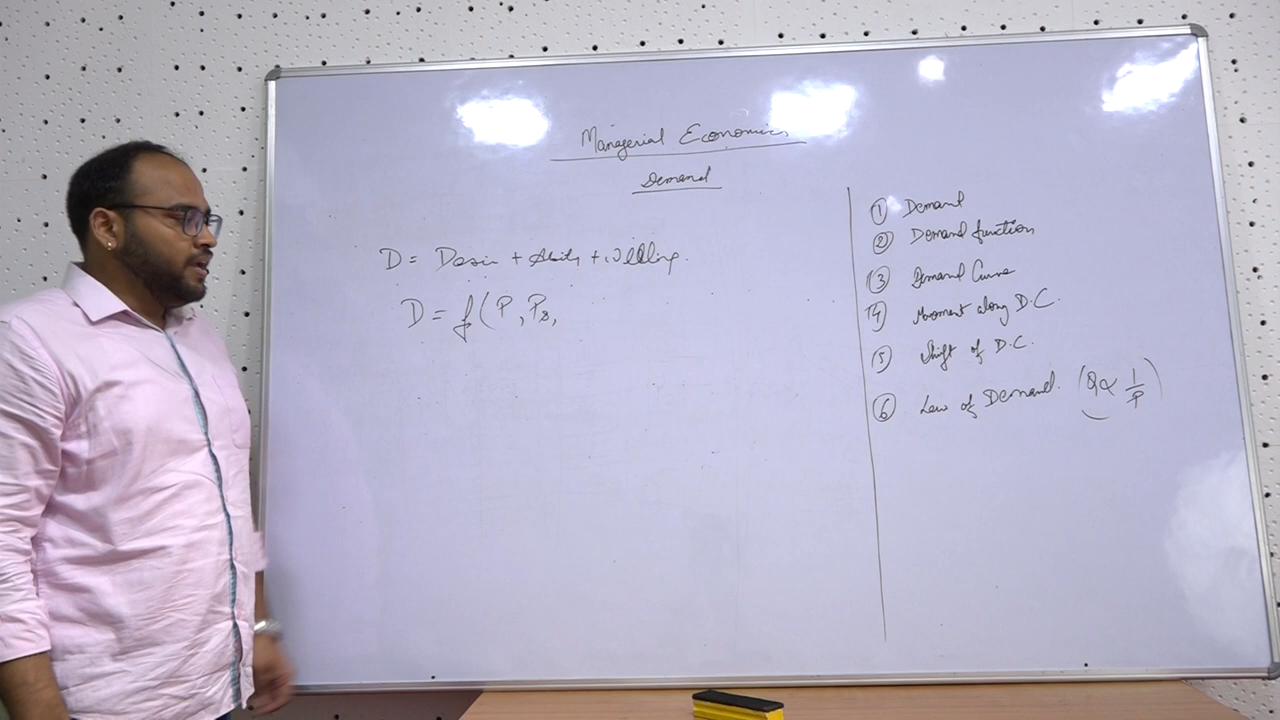 Managerial Economics
Demand
D = Desire + Ability + Willing.
D = f(P, Ps,
① Demand
② Demand function
③ Demand Curve
④ Movement along D.C.
⑤ Shift of D.C.
⑥ Law of Demand. (Q ∝ 1/P)